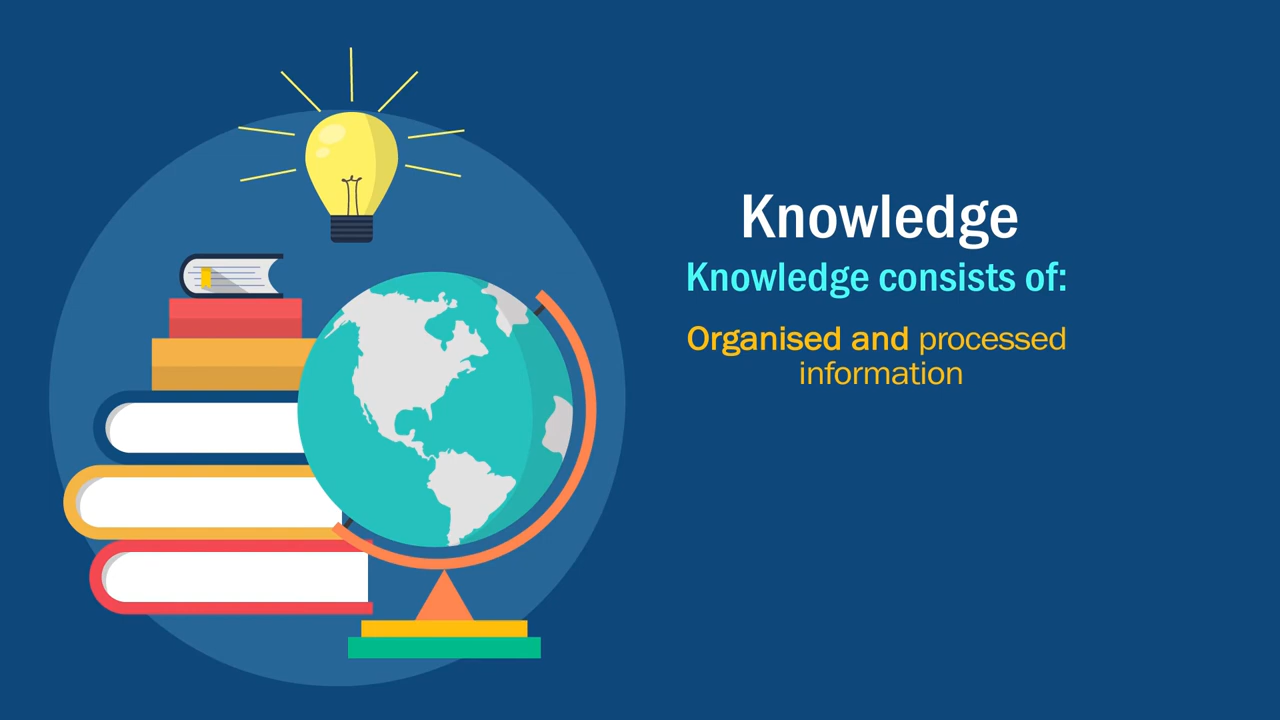 Knowledge
Knowledge consists of:
Organised and processed
information